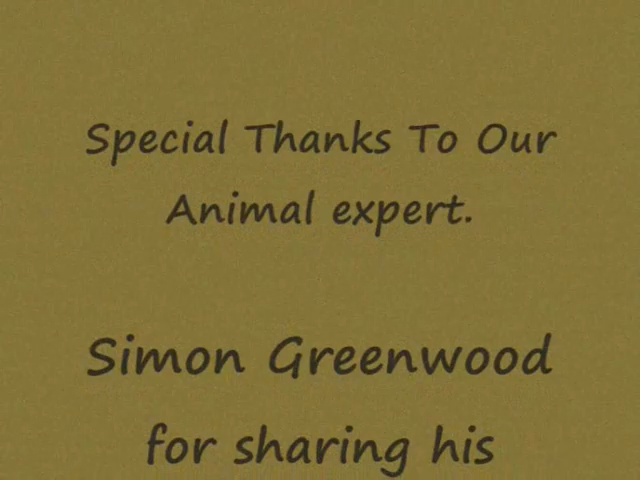 Special Thanks To Our
Animal expert.
Simon Greenwood
for sharing his